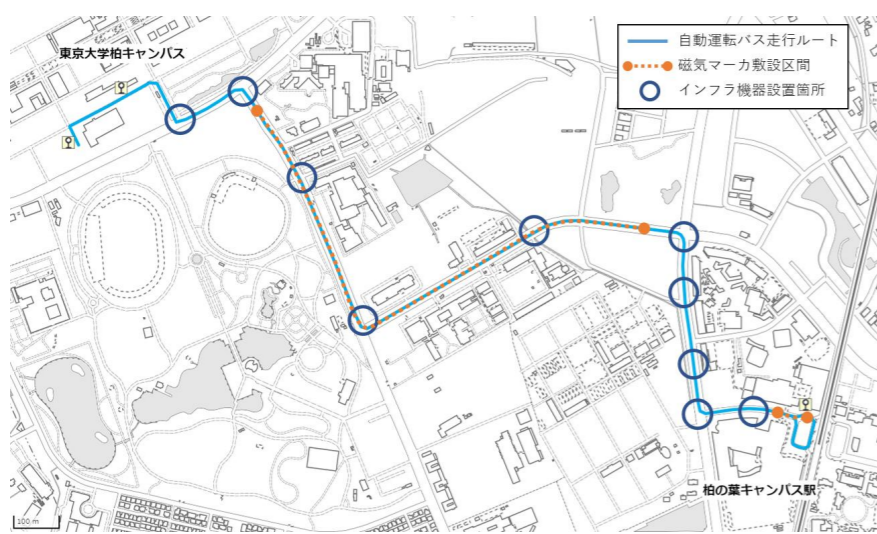 東京大学柏キャンパス
自動運転バス走行ルート
磁気マーカ敷設区間
インフラ機器設置箇所
柏の葉キャンパス駅
100 m